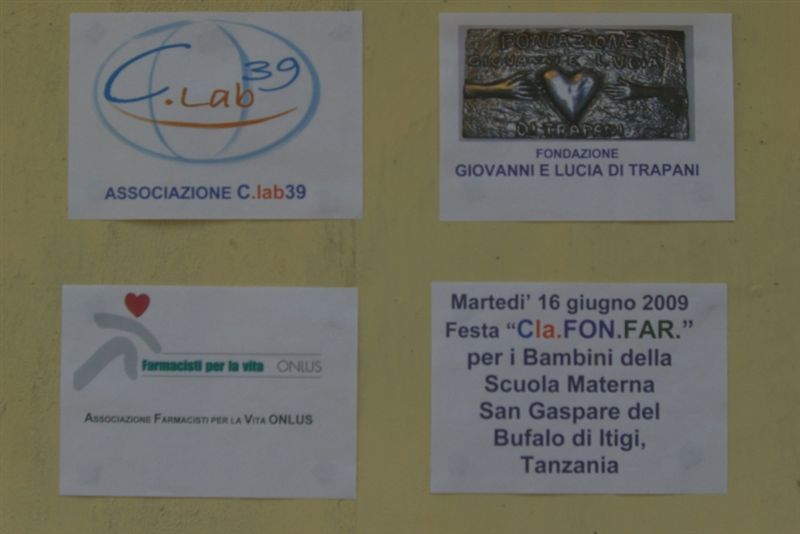 C.Lab 39
ASSOCIAZIONE C.lab39
FONDAZIONE
GIOVANNI E LUCIA
DI TRAPANI
FONDAZIONE
GIOVANNI E LUCIA DI TRAPANI
Farmacisti per la vita ONLUS
ASSOCIAZIONE FARMACISTI PER LA VITA ONLUS
Martedi' 16 giugno 2009
Festa “Cla.FON.FAR.”
per i Bambini della
Scuola Materna
San Gaspare del
Bufalo di Itigi,
Tanzania